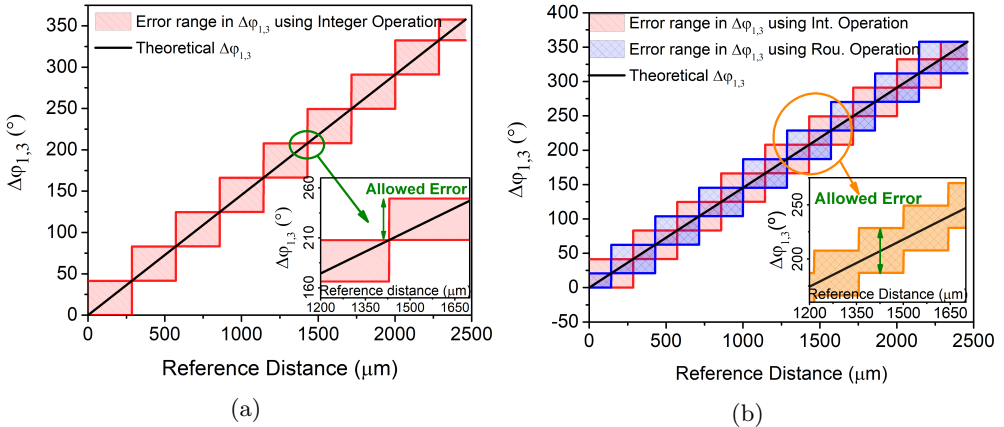 Error range in Δφ1,3 using Integer Operation
Theoretical Δφ1,3
350
300
250
200
150
100
50
0
Δφ1,3 (°)
0
500
1000
1500
2000
2500
Reference Distance (μm)
Allowed Error
260
210
160
Δφ1,3 (°)
Reference distance (μm)
1200
1350
1500
1650
(a)
Error range in Δφ1,3 using Int. Operation
Error range in Δφ1,3 using Rou. Operation
Theoretical Δφ1,3
400
350
300
250
200
150
100
50
0
-50
Δφ1,3 (°)
0
500
1000
1500
2000
2500
Reference Distance (μm)
Allowed Error
250
200
Δφ1,3(°)
Reference Distance (μm)
1200
1350
1500
1650
(b)